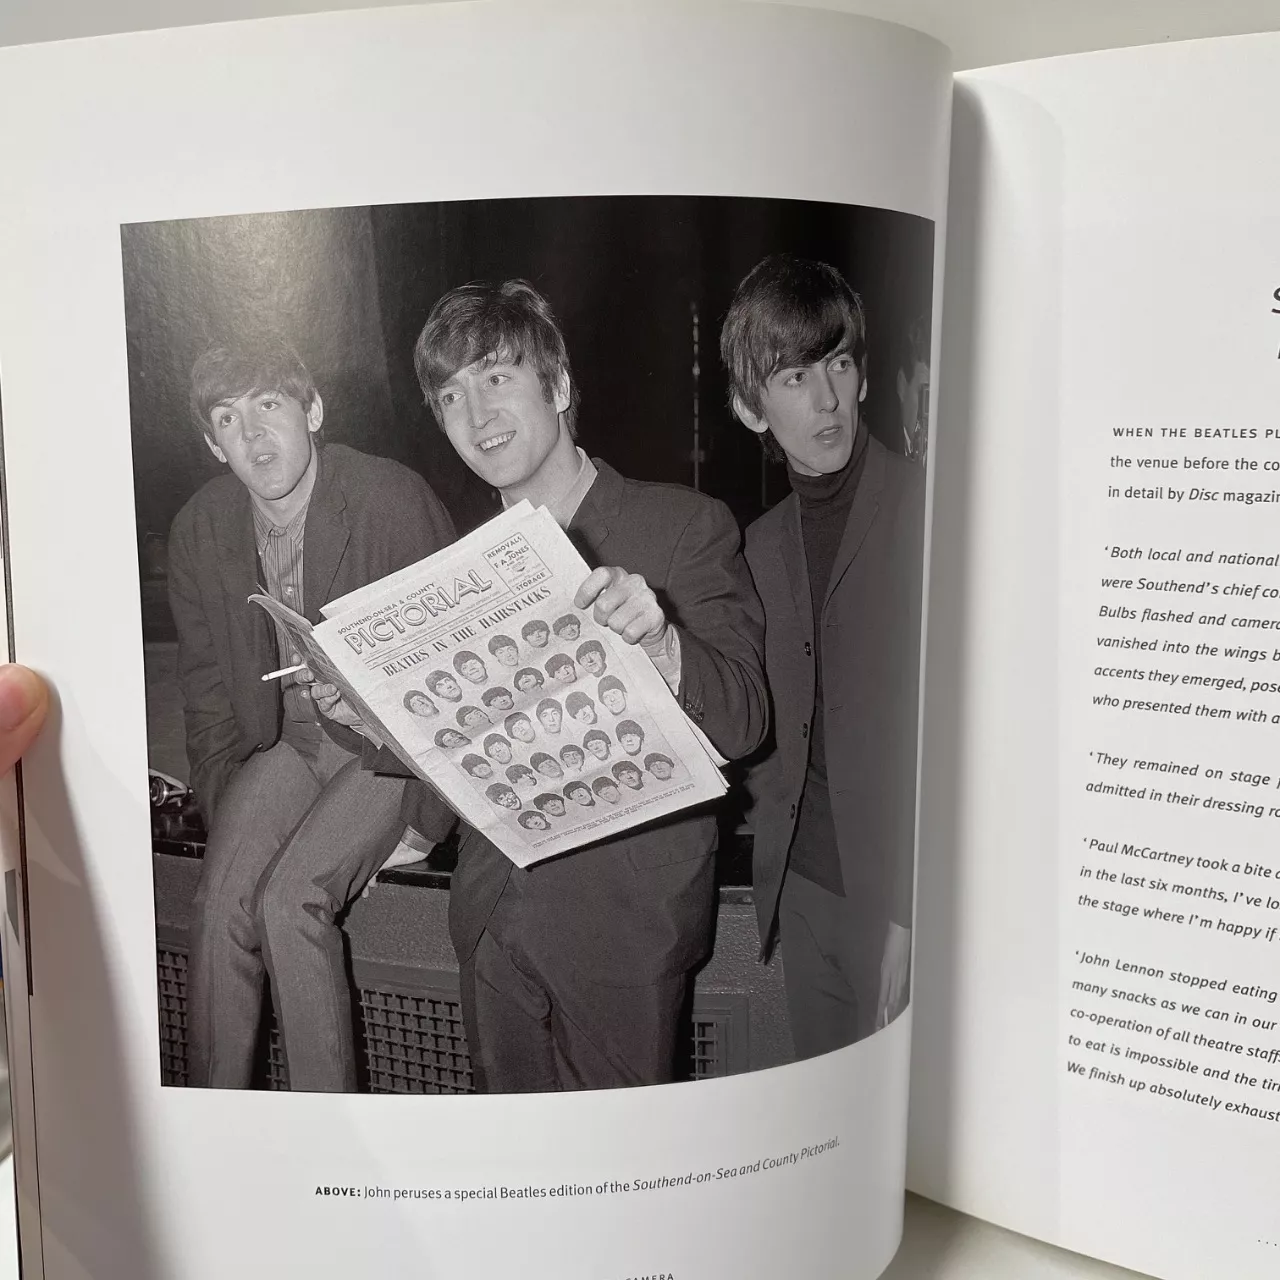 SOUTHEND-ON-SEA & COUNTY
PICTORIAL
REMOVALS
F. A. JONES
STORAGE
BEATLES IN THE HAIRSTACKS
ABOVE: John peruses a special Beatles edition of the Southend-on-Sea and County Pictorial.
CAMERA
WHEN THE BEATLES PL
the venue before the co
in detail by Disc magazin
‘Both local and national
were Southend’s chief co
Bulbs flashed and camera
vanished into the wings b
accents they emerged, pose
who presented them with a
‘They remained on stage
admitted in their dressing ro
‘Paul McCartney took a bite
in the last six months, I’ve lo
the stage where I’m happy if
‘John Lennon stopped eating
many snacks as we can in our
co-operation of all theatre staffs
to eat is impossible and the tiri
We finish up absolutely exhaust